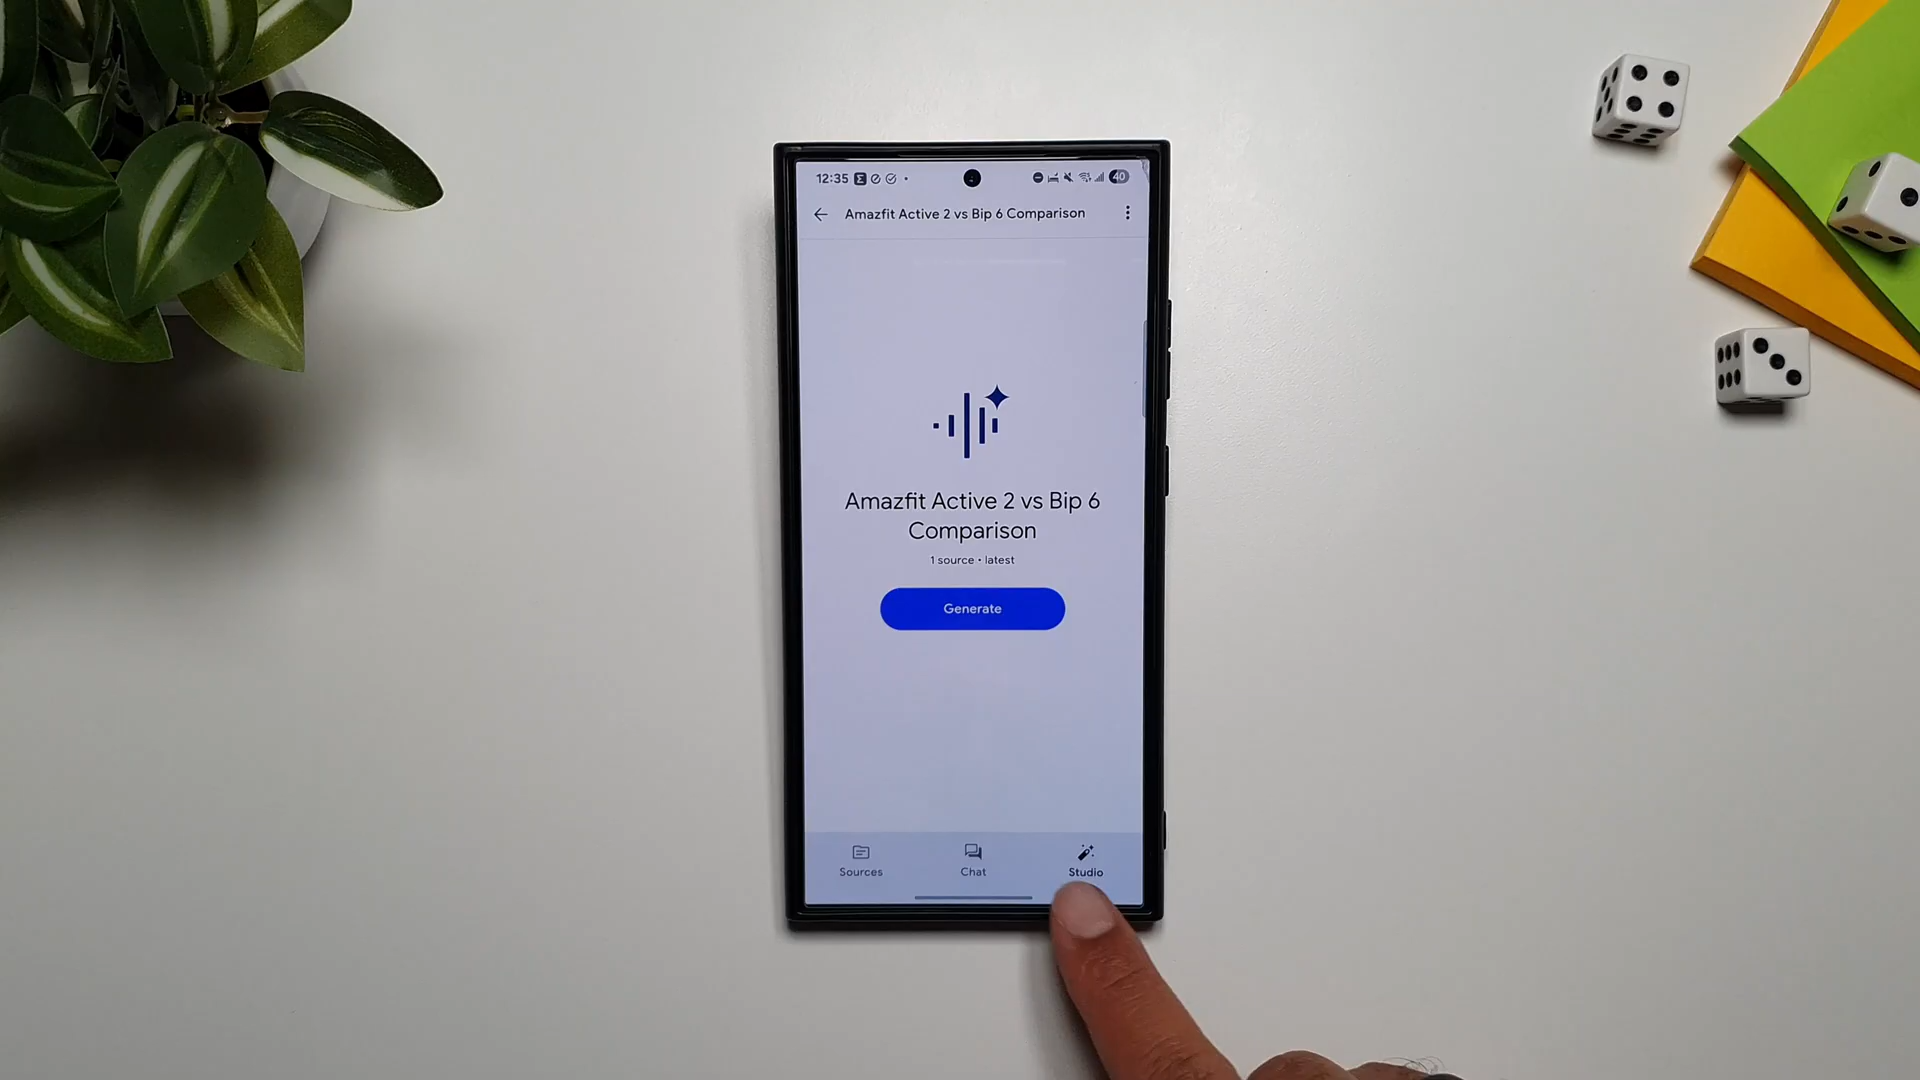 12:35
40
Amazfit Active 2 vs Bip 6 Comparison
Amazfit Active 2 vs Bip 6
Comparison
1 source • latest
Generate
Sources
Chat
Studio